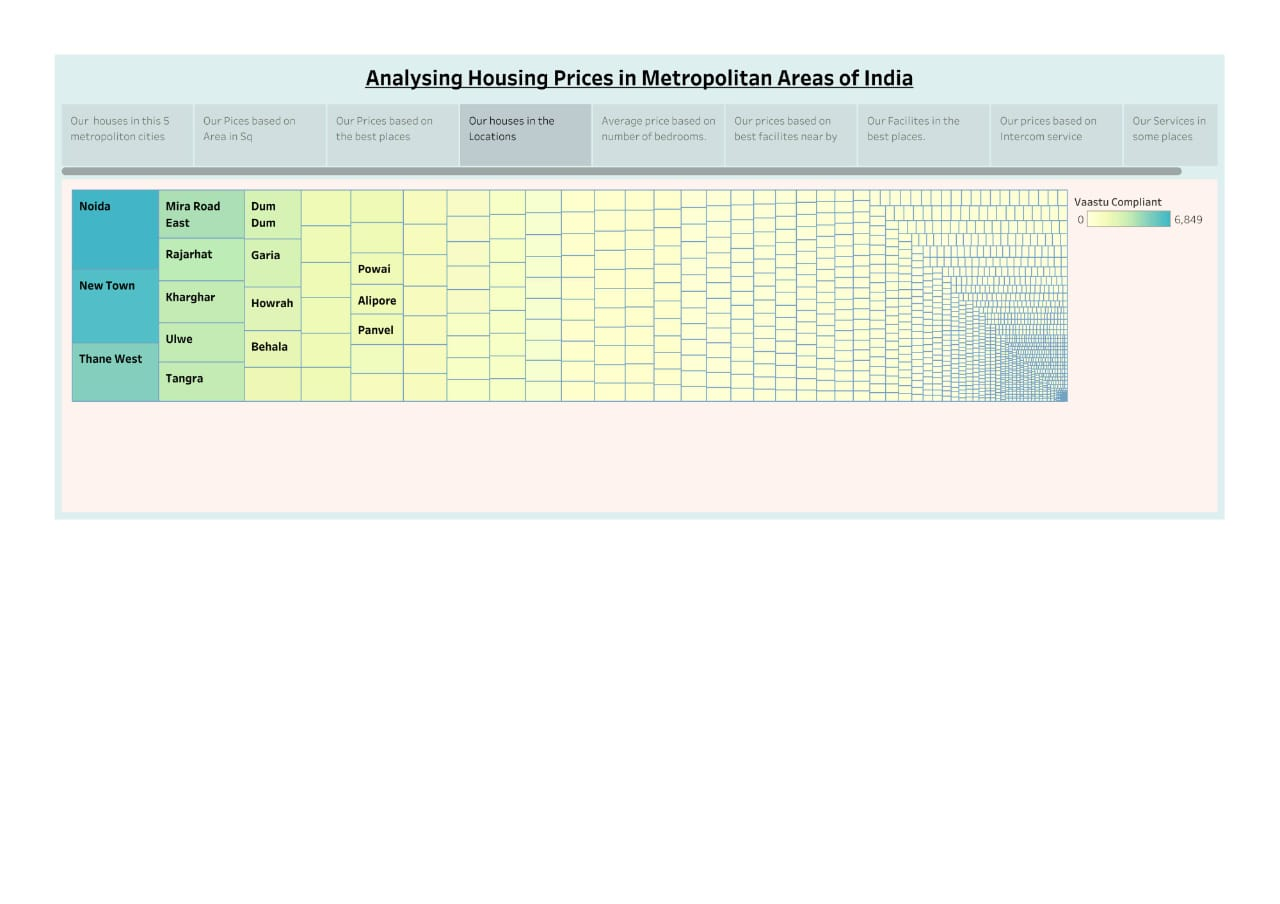 Analysing Housing Prices in Metropolitan Areas of India
Our houses in this 5
metropoliton cities
Our Pices based on
Area in Sq
Our Prices based on
the best places
Our houses in the
Locations
Average price based on
number of bedrooms.
Our prices based on
best facilites near by
Our Facilites in the
best places.
Our prices based on
Intercom service
Our Services in
some places
Noida
New Town
Thane West
Mira Road
East
Rajarhat
Kharghar
Ulwe
Tangra
Dum
Dum
Garia
Howrah
Behala
Powai
Alipore
Panvel
Vaastu Compliant
0 6,849